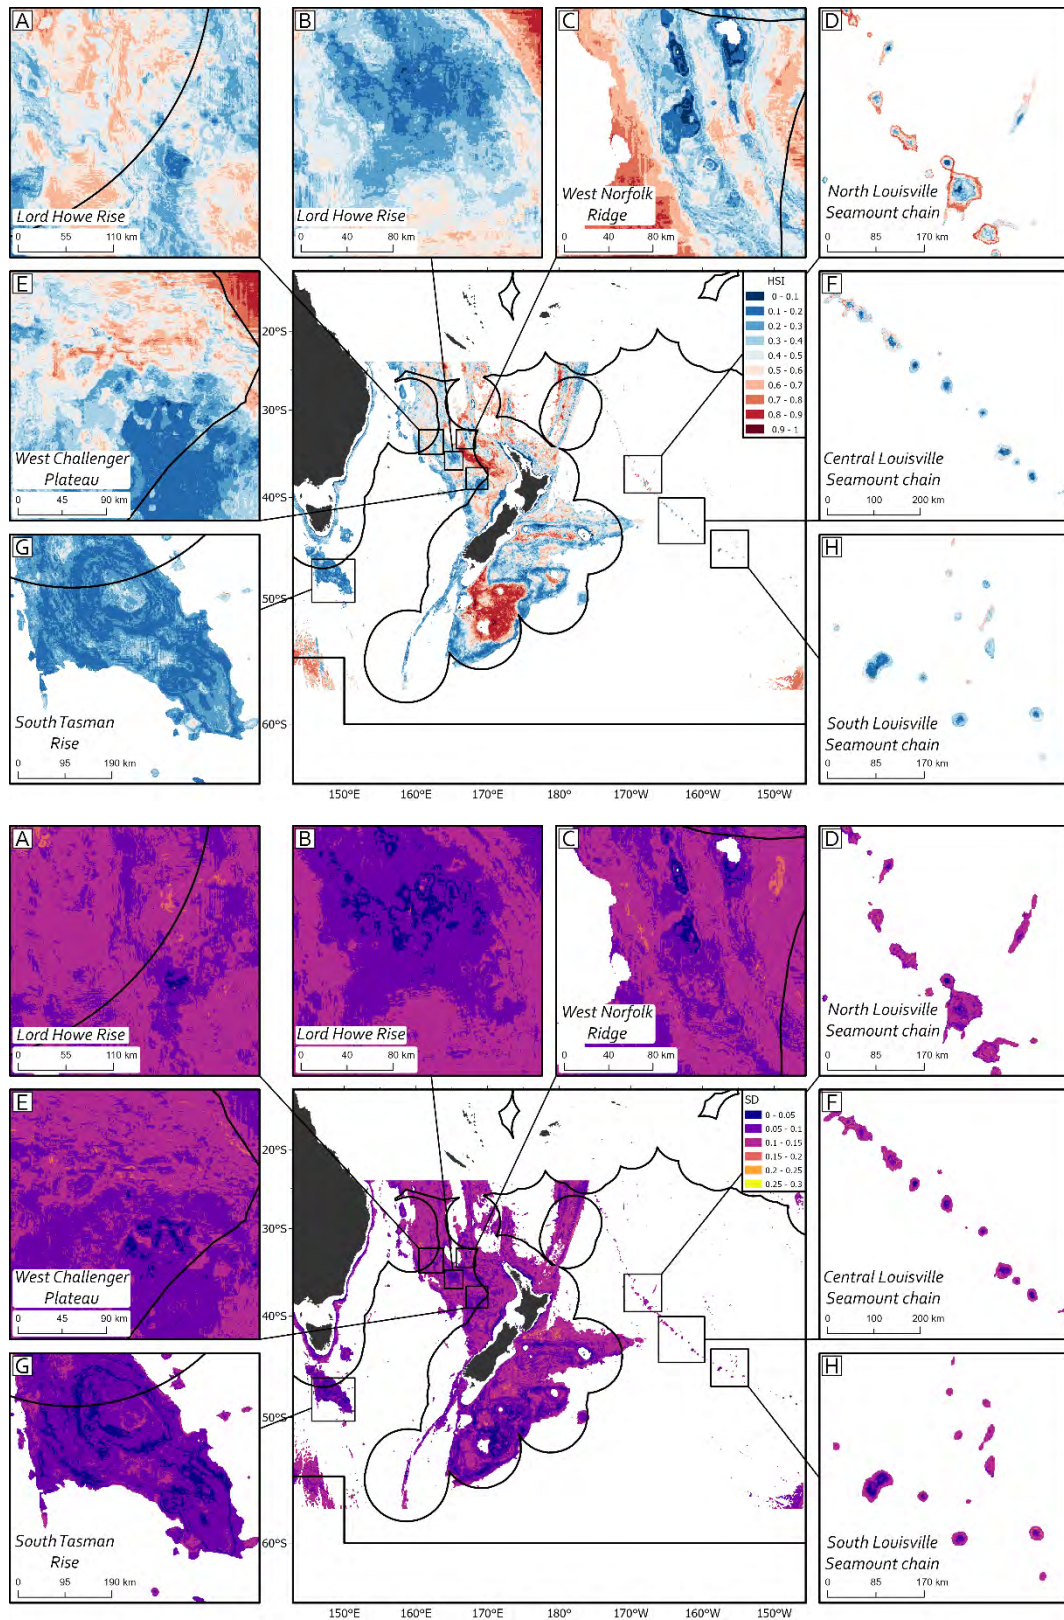 A
Lord Howe Rise
0 55 110 km
B
Lord Howe Rise
0 40 80 km
C
West Norfolk
Ridge
0 40 80 km
D
North Louisville
Seamount chain
0 85 170 km
E
West Challenger
Plateau
0 45 90 km
HSI
0 - 0.1
0.1 - 0.2
0.2 - 0.3
0.3 - 0.4
0.4 - 0.5
0.5 - 0.6
0.6 - 0.7
0.7 - 0.8
0.8 - 0.9
0.9 - 1
20°S
30°S
40°S
50°S
60°S
150°E 160°E 170°E 180° 170°W 160°W 150°W
F
Central Louisville
Seamount chain
0 100 200 km
G
South Tasman
Rise
0 95 190 km
H
South Louisville
Seamount chain
0 85 170 km
A
Lord Howe Rise
0 55 110 km
B
Lord Howe Rise
0 40 80 km
C
West Norfolk
Ridge
0 40 80 km
D
North Louisville
Seamount chain
0 85 170 km
E
West Challenger
Plateau
0 45 90 km
SD
0 - 0.05
0.05 - 0.1
0.1 - 0.15
0.15 - 0.2
0.2 - 0.25
0.25 - 0.3
20°S
30°S
40°S
50°S
60°S
150°E 160°E 170°E 180° 170°W 160°W 150°W
F
Central Louisville
Seamount chain
0 100 200 km
G
South Tasman
Rise
0 95 190 km
H
South Louisville
Seamount chain
0 85 170 km